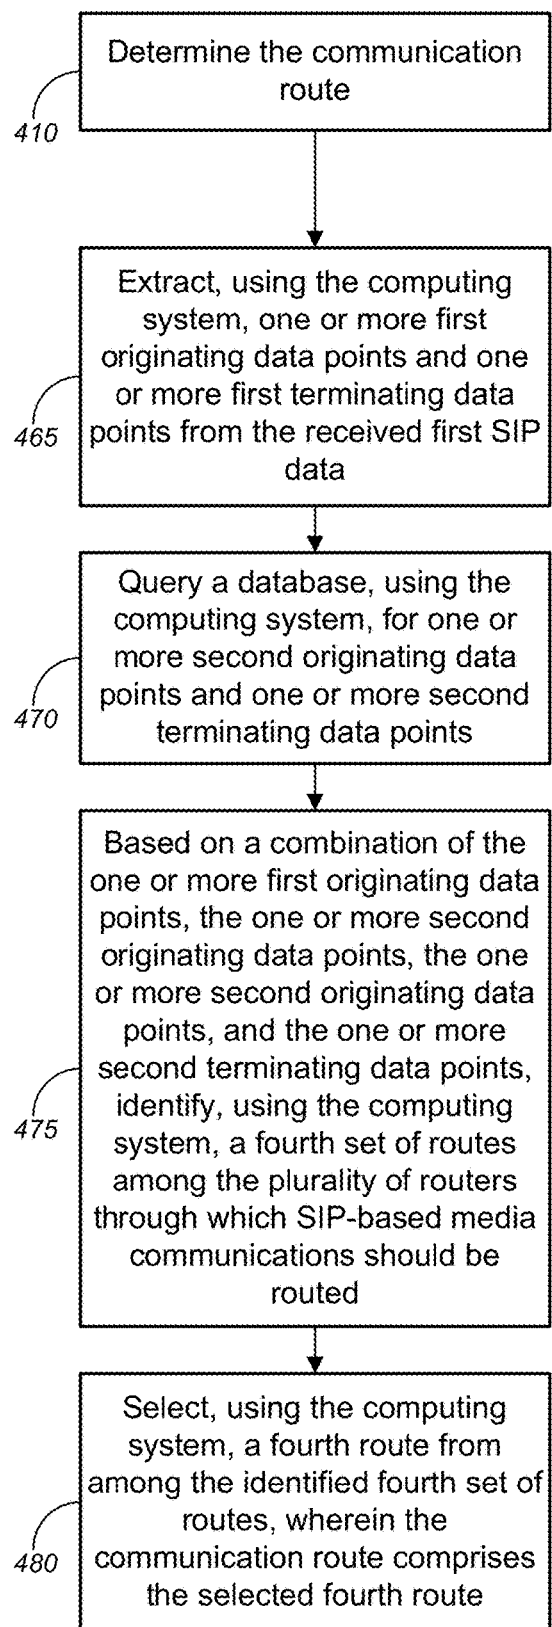 Determine the communication
route
410
Extract, using the computing
system, one or more first
originating data points and one
or more first terminating data
points from the received first SIP
data
465
Query a database, using the
computing system, for one or
more second originating data
points and one or more second
terminating data points
470
Based on a combination of the
one or more first originating data
points, the one or more second
originating data points, the one
or more second originating data
points, and the one or more
second terminating data points,
identify, using the computing
system, a fourth set of routes
among the plurality of routers
through which SIP-based media
communications should be
routed
475
Select, using the computing
system, a fourth route from
among the identified fourth set of
routes, wherein the
communication route comprises
the selected fourth route
480